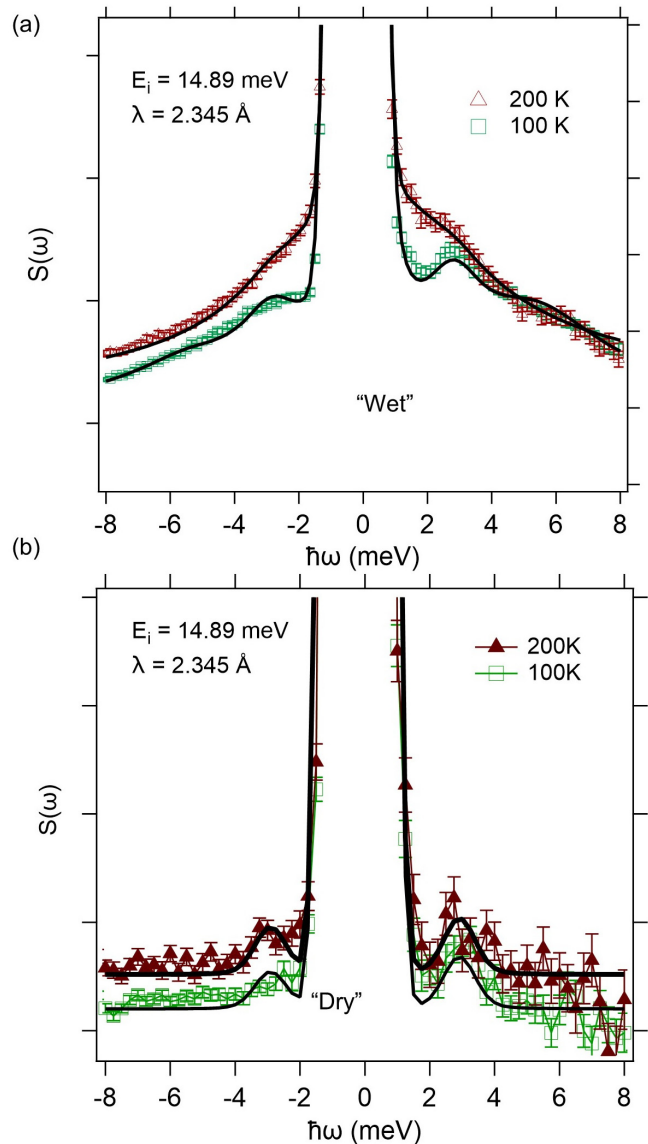 (a)
E_i = 14.89 meV
λ = 2.345 Å
200 K
100 K
S(ω)
“Wet”
-8 -6 -4 -2 0 2 4 6 8
ħω (meV)
(b)
E_i = 14.89 meV
λ = 2.345 Å
200K
100K
S(ω)
“Dry”
-8 -6 -4 -2 0 2 4 6 8
ħω (meV)